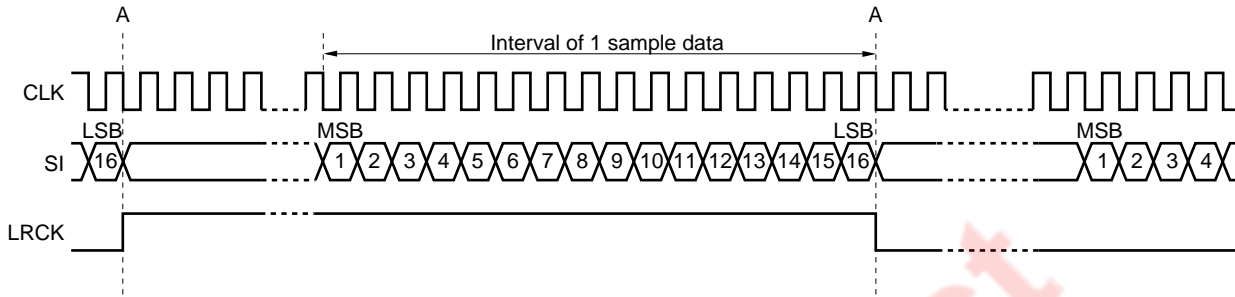 A A
Interval of 1 sample data
CLK
LSB MSB LSB MSB
SI 16 1 2 3 4 5 6 7 8 9 10 11 12 13 14 15 16 1 2 3 4
LRCK